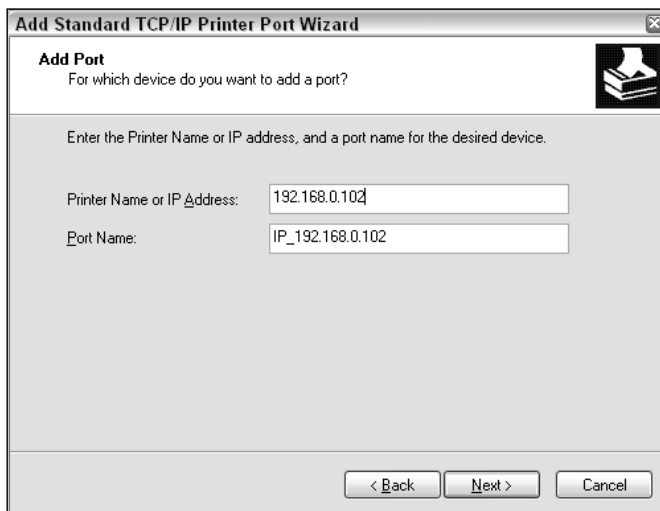 Add Standard TCP/IP Printer Port Wizard
Add Port
For which device do you want to add a port?
Enter the Printer Name or IP address, and a port name for the desired device.
Printer Name or IP Address: 192.168.0.102
Port Name: IP_192.168.0.102
< Back Next > Cancel